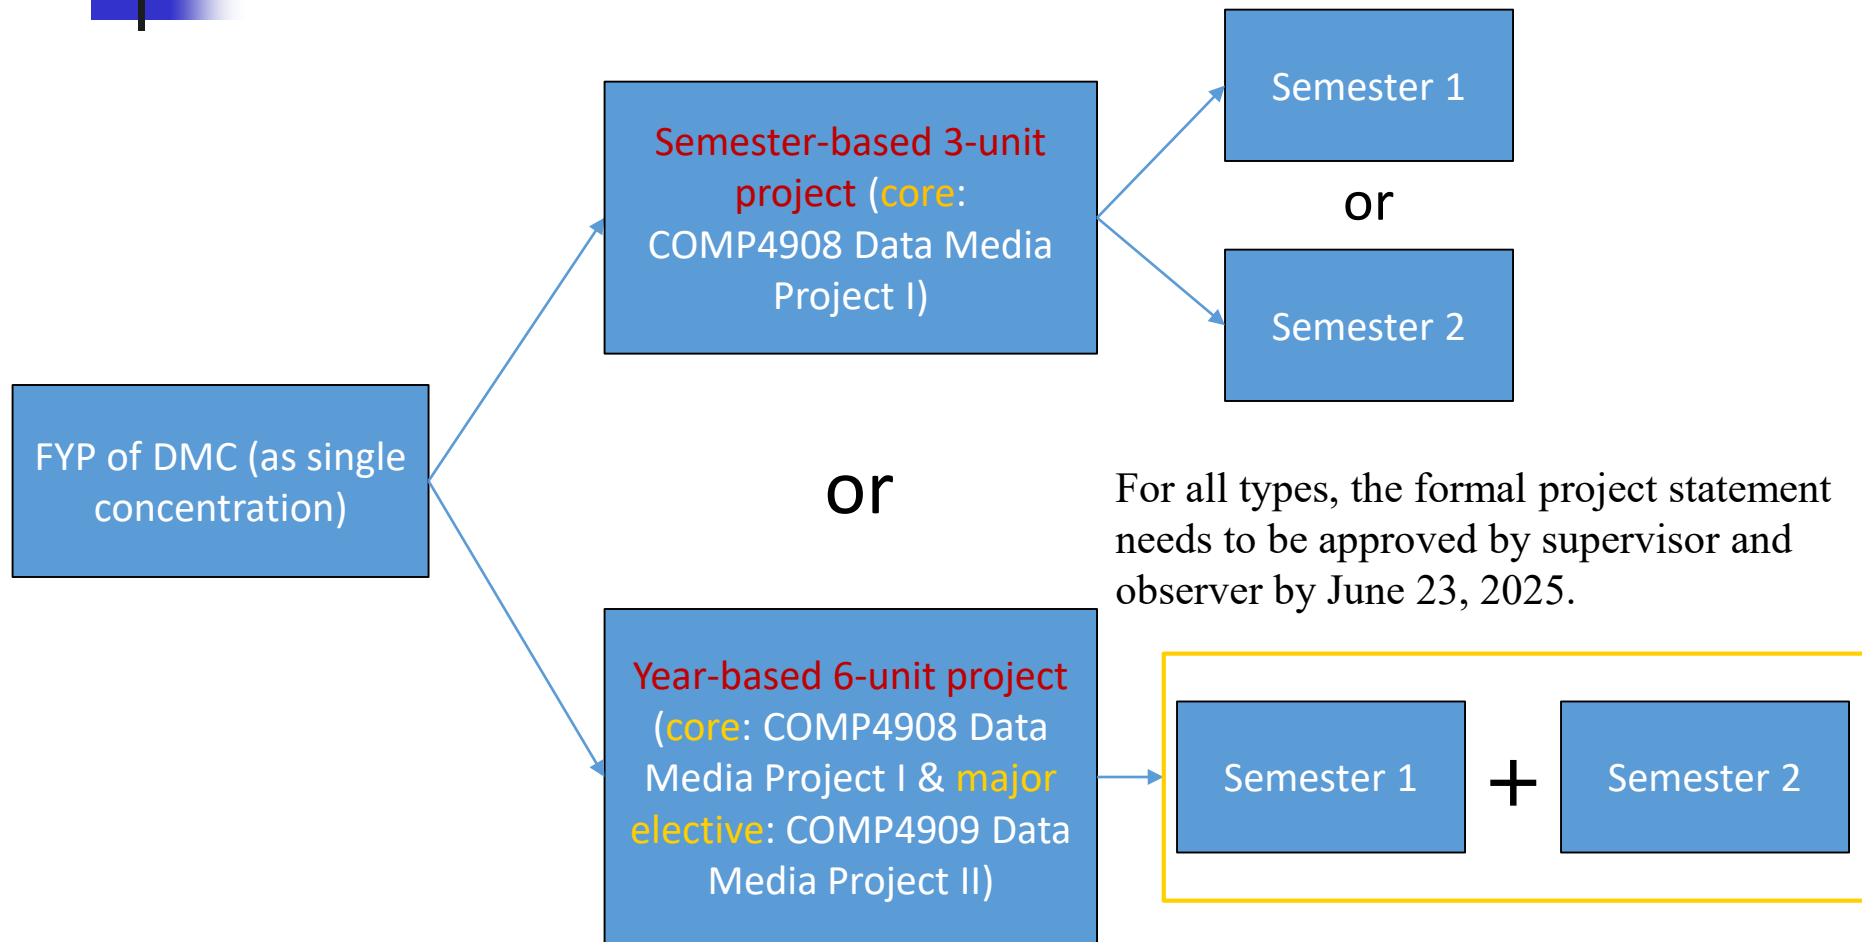 FYP of DMC (as single
concentration)
Semester-based 3-unit
project (core:
COMP4908 Data Media
Project I)
Semester 1
or
Semester 2
or
For all types, the formal project statement
needs to be approved by supervisor and
observer by June 23, 2025.
Year-based 6-unit project
(core: COMP4908 Data
Media Project I & major
elective: COMP4909 Data
Media Project II)
Semester 1 + Semester 2